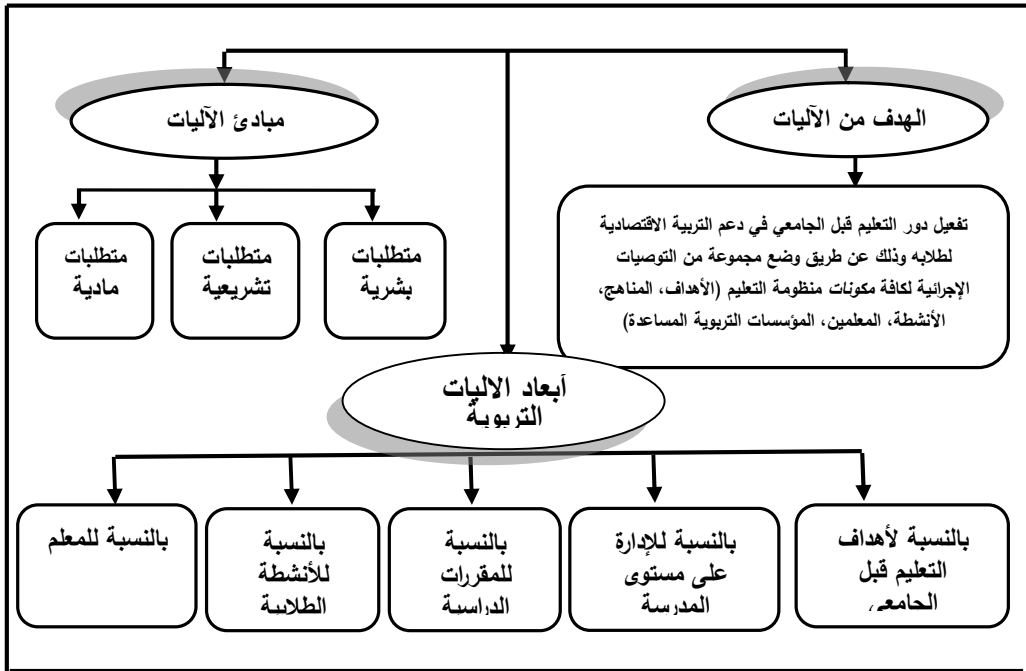 الهدف من الآليات
مبادئ الآليات
تفعيل دور التعليم قبل الجامعي في دعم التربية الاقتصادية
لطلابه وذلك عن طريق وضع مجموعة من التوصيات
الإجرائية لكافة مكونات منظومة التعليم (الأهداف، المناهج،
الأنشطة، المعلمين، المؤسسات التربوية المساعدة)
متطلبات
بشرية
متطلبات
تشريعية
متطلبات
مادية
أبعاد الاليات
التربوية
بالنسبة لأهداف
التعليم قبل
الجامعي
بالنسبة للإدارة
على مستوى
المدرسة
بالنسبة
للمقررات
الدراسية
بالنسبة
للأنشطة
الطلابية
بالنسبة للمعلم